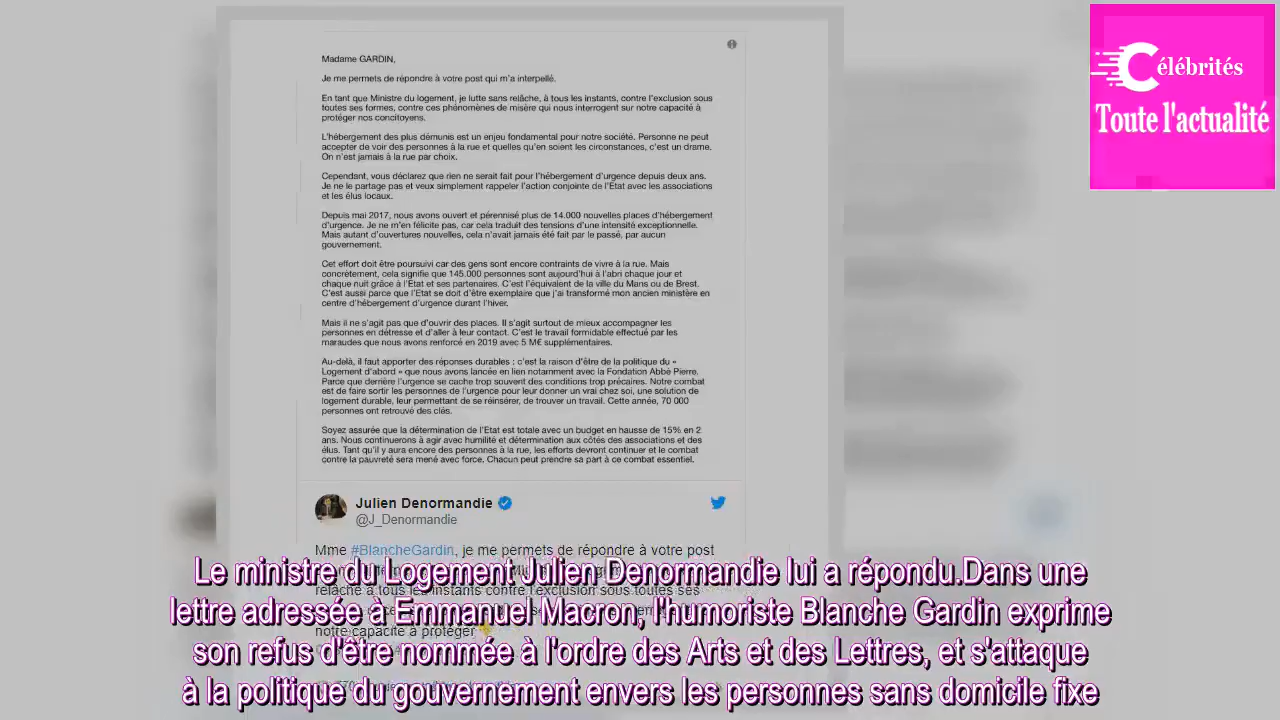 Madame GARDIN,
Je me permets de répondre à votre post qui m'a interpellé.
En tant que Ministre du logement, je lutte sans relâche, à tous les instants, contre l'exclusion sous
toutes ses formes, contre ces phénomènes de misère qui nous interrogent sur notre capacité à
protéger nos concitoyens.
L'hébergement des plus démunis est un enjeu fondamental pour notre société. Personne ne peut
accepter de voir des personnes à la rue et quelles qu'en soient les circonstances, c'est un drame.
On n'est jamais à la rue par choix.
Cependant, vous déclarez que rien ne serait fait pour l'hébergement d'urgence depuis deux ans.
Je ne le partage pas et veux simplement rappeler l'action conjointe de l'État avec les associations
et les élus locaux.
Depuis mai 2017, nous avons ouvert et pérennisé plus de 14.000 nouvelles places d'hébergement
d'urgence. Je ne m'en félicite pas, car cela traduit des tensions d'une intensité exceptionnelle.
Mais autant d'ouvertures nouvelles, cela n'avait jamais été fait par le passé, par aucun
gouvernement.
Cet effort doit être poursuivi car des gens sont encore contraints de vivre à la rue. Mais
concrètement, cela signifie que 145.000 personnes sont aujourd'hui à l'abri chaque jour et
chaque nuit grâce à l'État et ses partenaires. C'est l'équivalent de la ville du Mans ou de Brest.
C'est aussi parce que l'Etat se doit d'être exemplaire que j'ai transformé mon ancien ministère en
centre d'hébergement d'urgence durant l'hiver.
Mais il ne s'agit pas que d'ouvrir des places. Il s'agit surtout de mieux accompagner les
personnes en détresse et d'aller à leur contact. C'est le travail formidable effectué par les
maraudes que nous avons renforcé en 2019 avec 5 M€ supplémentaires.
Au-delà, il faut apporter des réponses durables : c'est la raison d'être de la politique du «
Logement d'abord » que nous avons lancée en lien notamment avec la Fondation Abbé Pierre.
Parce que derrière l'urgence se cache trop souvent des conditions trop précaires. Notre combat
est de faire sortir les personnes de l'urgence pour leur donner un vrai chez soi, une solution de
logement durable, leur permettant de se réinsérer, de trouver un travail. Cette année, 70 000
personnes ont retrouvé des clés.
Soyez assurée que la détermination de l'Etat est totale avec un budget en hausse de 15% en 2
ans. Nous continuerons à agir avec humilité et détermination aux côtés des associations et des
élus. Tant qu'il y aura encore des personnes à la rue, les efforts devront continuer et le combat
contre la pauvreté sera mené avec force. Chacun peut prendre sa part à ce combat essentiel.
Célébrités
Toute l'actualité
Julien Denormandie
@J_Denormandie
Mme #BlancheGardin, je me permets de répondre à votre post
relâche à tous les instants contre l'exclusion sous toutes ses
notre capacité à protéger
Le ministre du Logement Julien Denormandie lui a répondu.Dans une
lettre adressée à Emmanuel Macron, l'humoriste Blanche Gardin exprime
son refus d'être nommée à l'ordre des Arts et des Lettres, et s'attaque
à la politique du gouvernement envers les personnes sans domicile fixe